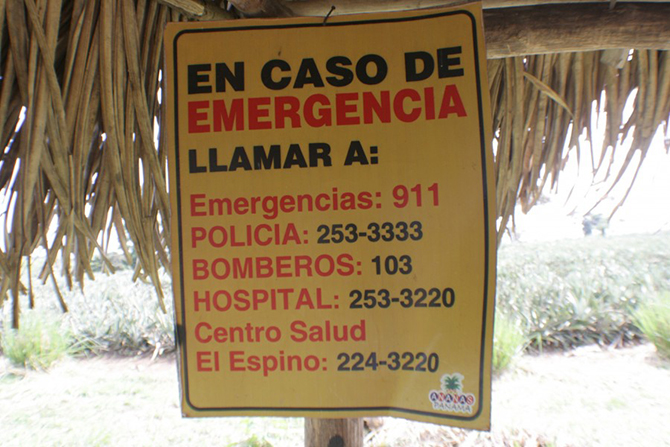 EN CASO DE
EMERGENCIA
LLAMAR A:
Emergencias: 911
POLICIA: 253-3333
BOMBEROS: 103
HOSPITAL: 253-3220
Centro Salud
El Espino: 224-3220
ANANAS
PANAMA